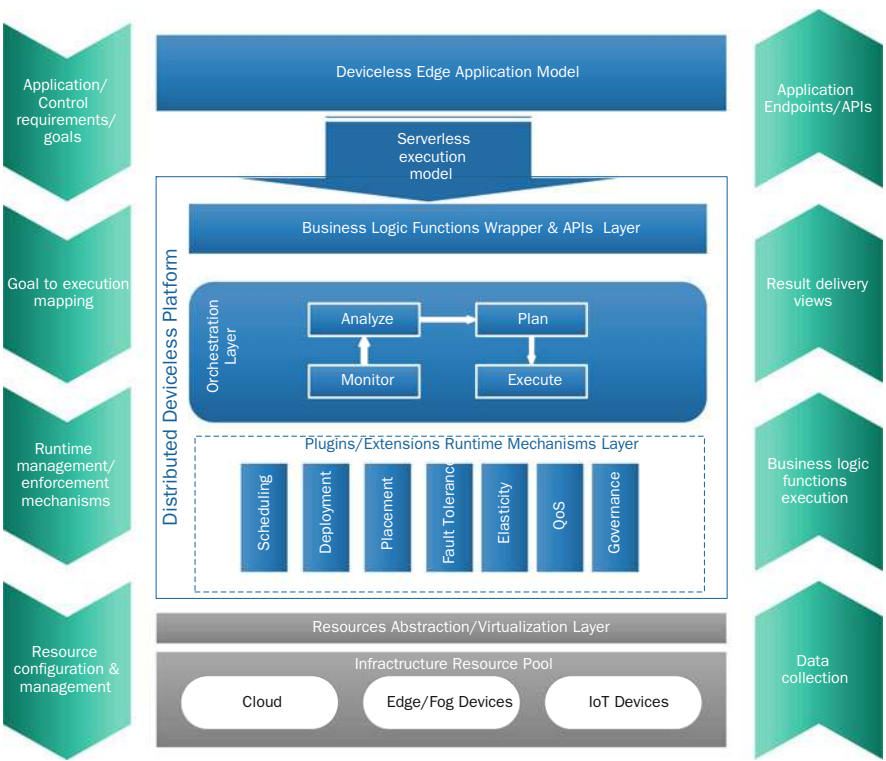 Application/
Control
requirements/
goals
Goal to execution
mapping
Runtime
management/
enforcement
mechanisms
Resource
configuration &
management
Deviceless Edge Application Model
Serverless
execution
model
Distributed Deviceless Platform
Business Logic Functions Wrapper & APIs Layer
Orchestration
Layer
Analyze
Plan
Monitor
Execute
Plugins/Extensions Runtime Mechanisms Layer
Scheduling
Deployment
Placement
Fault Tolerance
Elasticity
QoS
Governance
Resources Abstraction/Virtualization Layer
Infractructure Resource Pool
Cloud
Edge/Fog Devices
IoT Devices
Application
Endpoints/APIs
Result delivery
views
Business logic
functions
execution
Data
collection